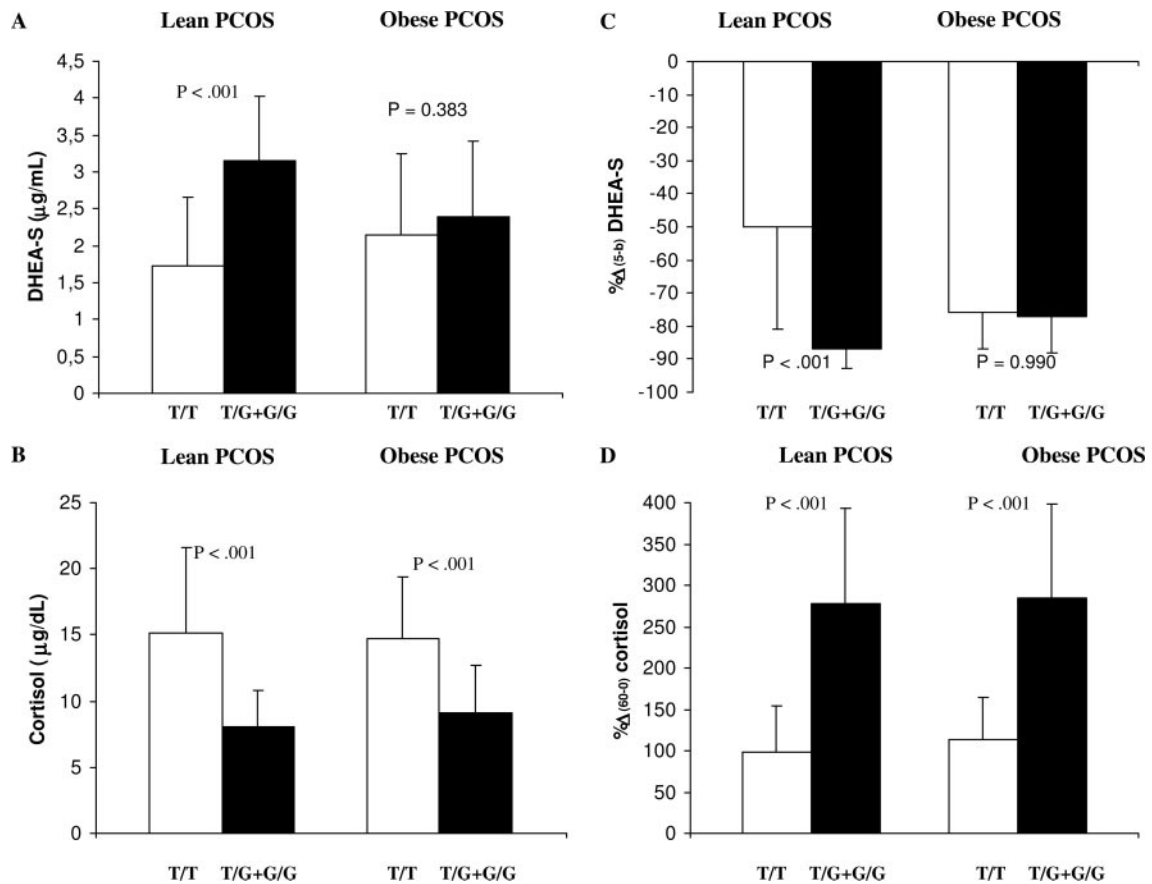 A
Lean PCOS
Obese PCOS
4,5
4
3,5
3
2,5
2
1,5
1
0,5
0
DHEA-S (µg/mL)
P < .001
P = 0.383
T/T
T/G+G/G
T/T
T/G+G/G
C
Lean PCOS
Obese PCOS
0
-10
-20
-30
-40
-50
-60
-70
-80
-90
-100
%Δ(5-b) DHEA-S
P < .001
P = 0.990
T/T
T/G+G/G
T/T
T/G+G/G
B
Lean PCOS
Obese PCOS
25
20
15
10
5
0
Cortisol (µg/dL)
P < .001
P < .001
T/T
T/G+G/G
T/T
T/G+G/G
D
Lean PCOS
Obese PCOS
400
350
300
250
200
150
100
50
0
%Δ(60-0) cortisol
P < .001
P < .001
T/T
T/G+G/G
T/T
T/G+G/G